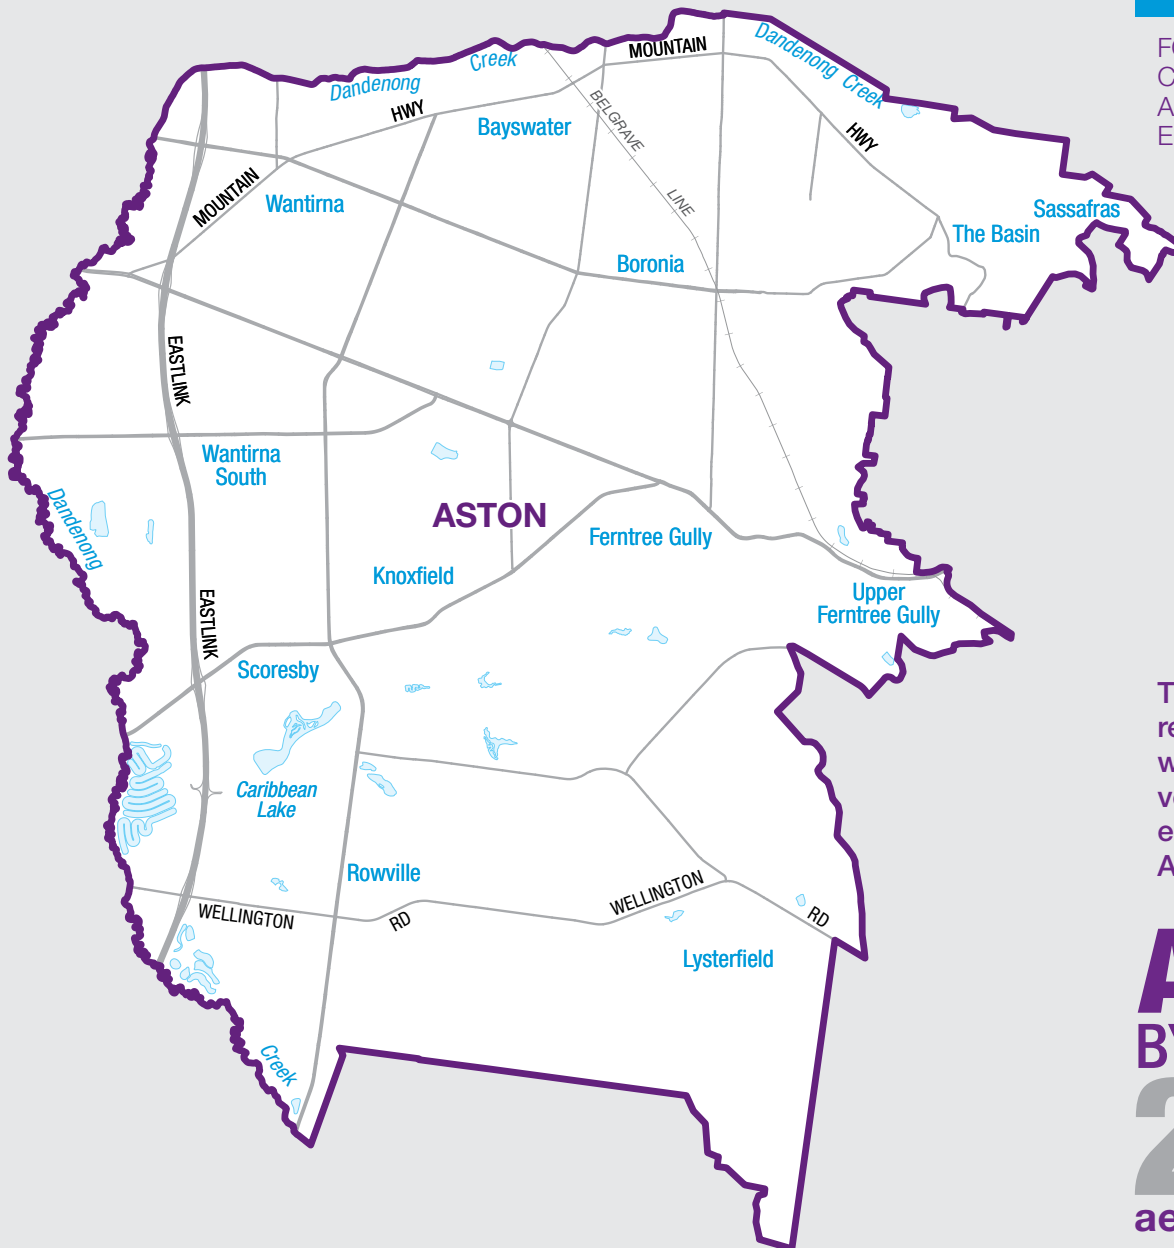 MOUNTAIN
HWY
Dandenong Creek
Dandenong
Creek
HWY
BELGRAVE
LINE
Bayswater
MOUNTAIN
Wantirna
Sassafras
The Basin
Boronia
EASTLINK
Wantirna
South
Dandenong
ASTON
Ferntree Gully
Knoxfield
Upper
Ferntree Gully
EASTLINK
Scoresby
Caribbean
Lake
Rowville
WELLINGTON
RD
WELLINGTON
RD
Lysterfield
Creek